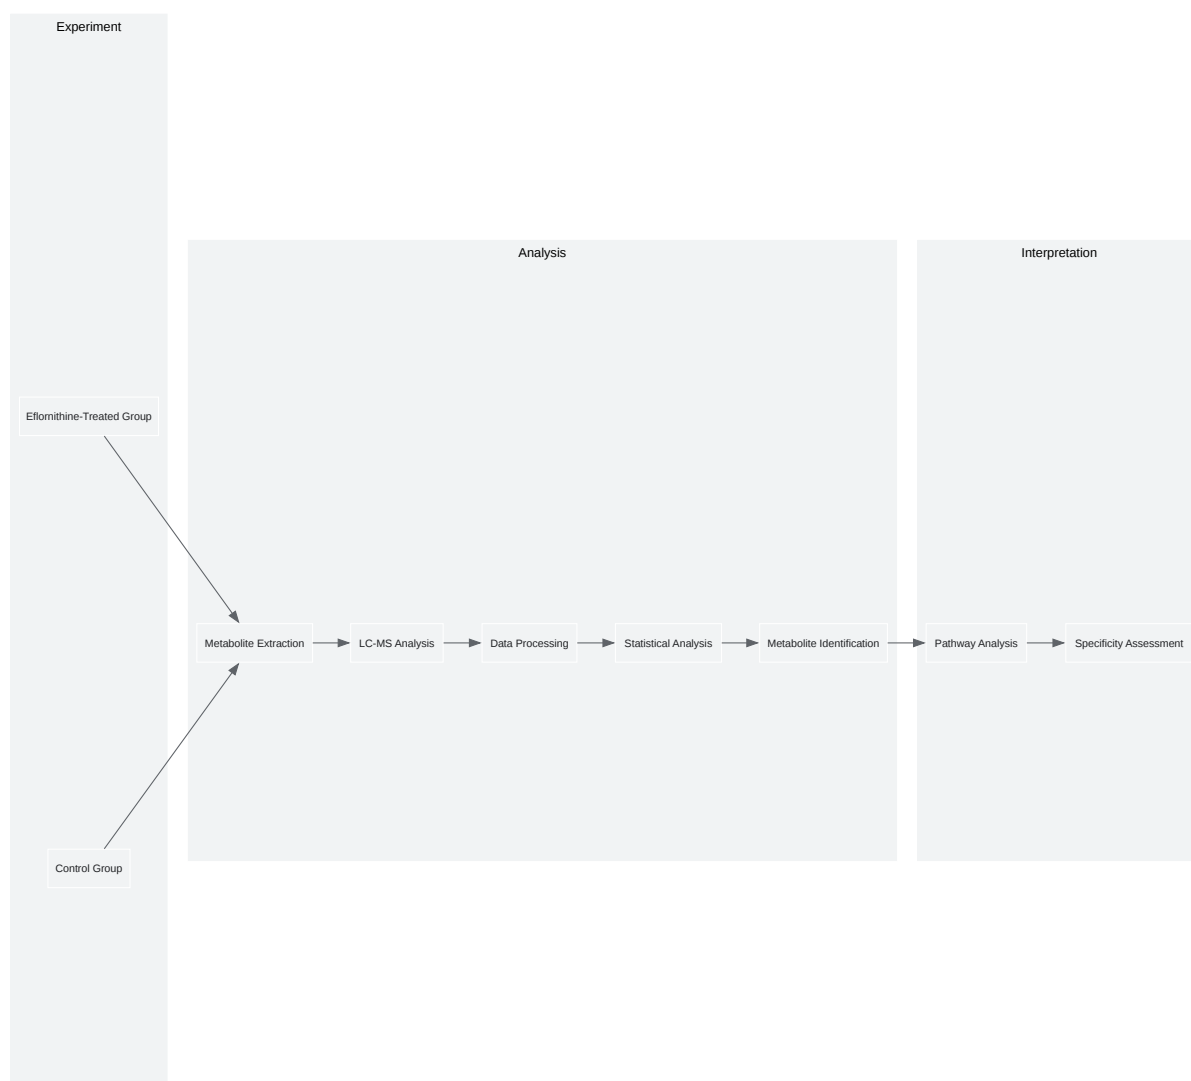 Experiment
Analysis
Interpretation
Eflornithine-Treated Group
Metabolite Extraction
LC-MS Analysis
Data Processing
Statistical Analysis
Metabolite Identification
Pathway Analysis
Specificity Assessment
Control Group